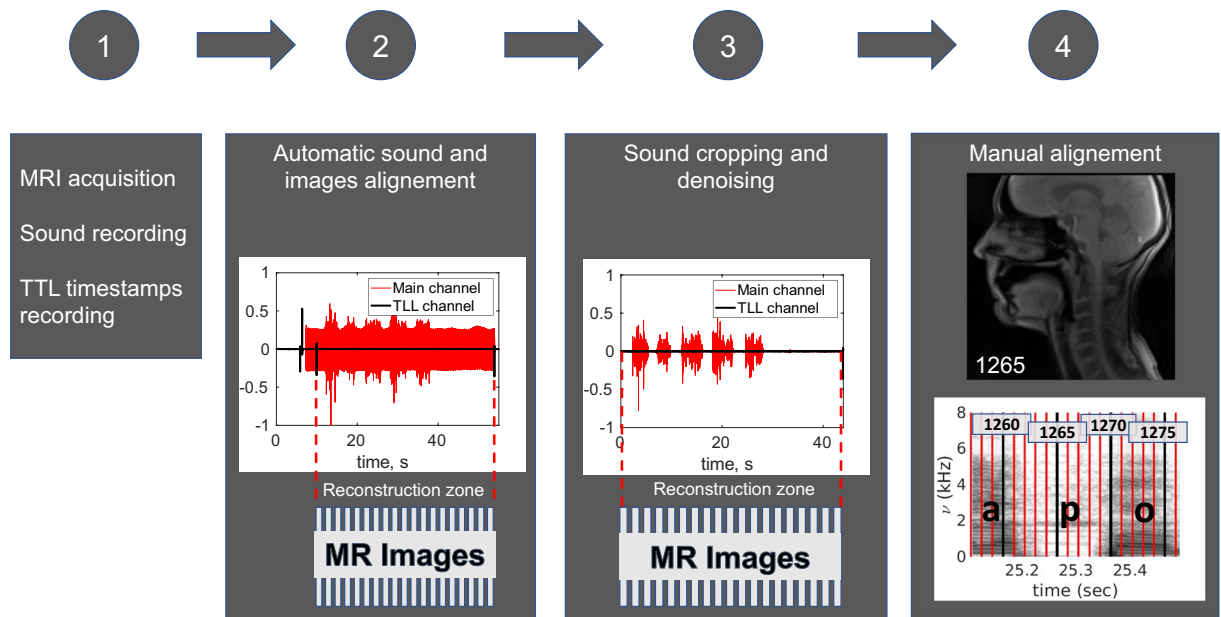 1
2
3
4
MRI acquisition
Sound recording
TTL timestamps
recording
Automatic sound and
images alignement
1
0.5
0
-0.5
-1
Main channel
TLL channel
0
20
40
time, s
Reconstruction zone
MR Images
Sound cropping and
denoising
1
0.5
0
-0.5
-1
Main channel
TLL channel
0
20
40
time, s
Reconstruction zone
MR Images
Manual alignement
1265
8
6
4
2
0
ν (kHz)
1260
1265
1270
1275
a
p
o
25.2
25.3
25.4
time (sec)